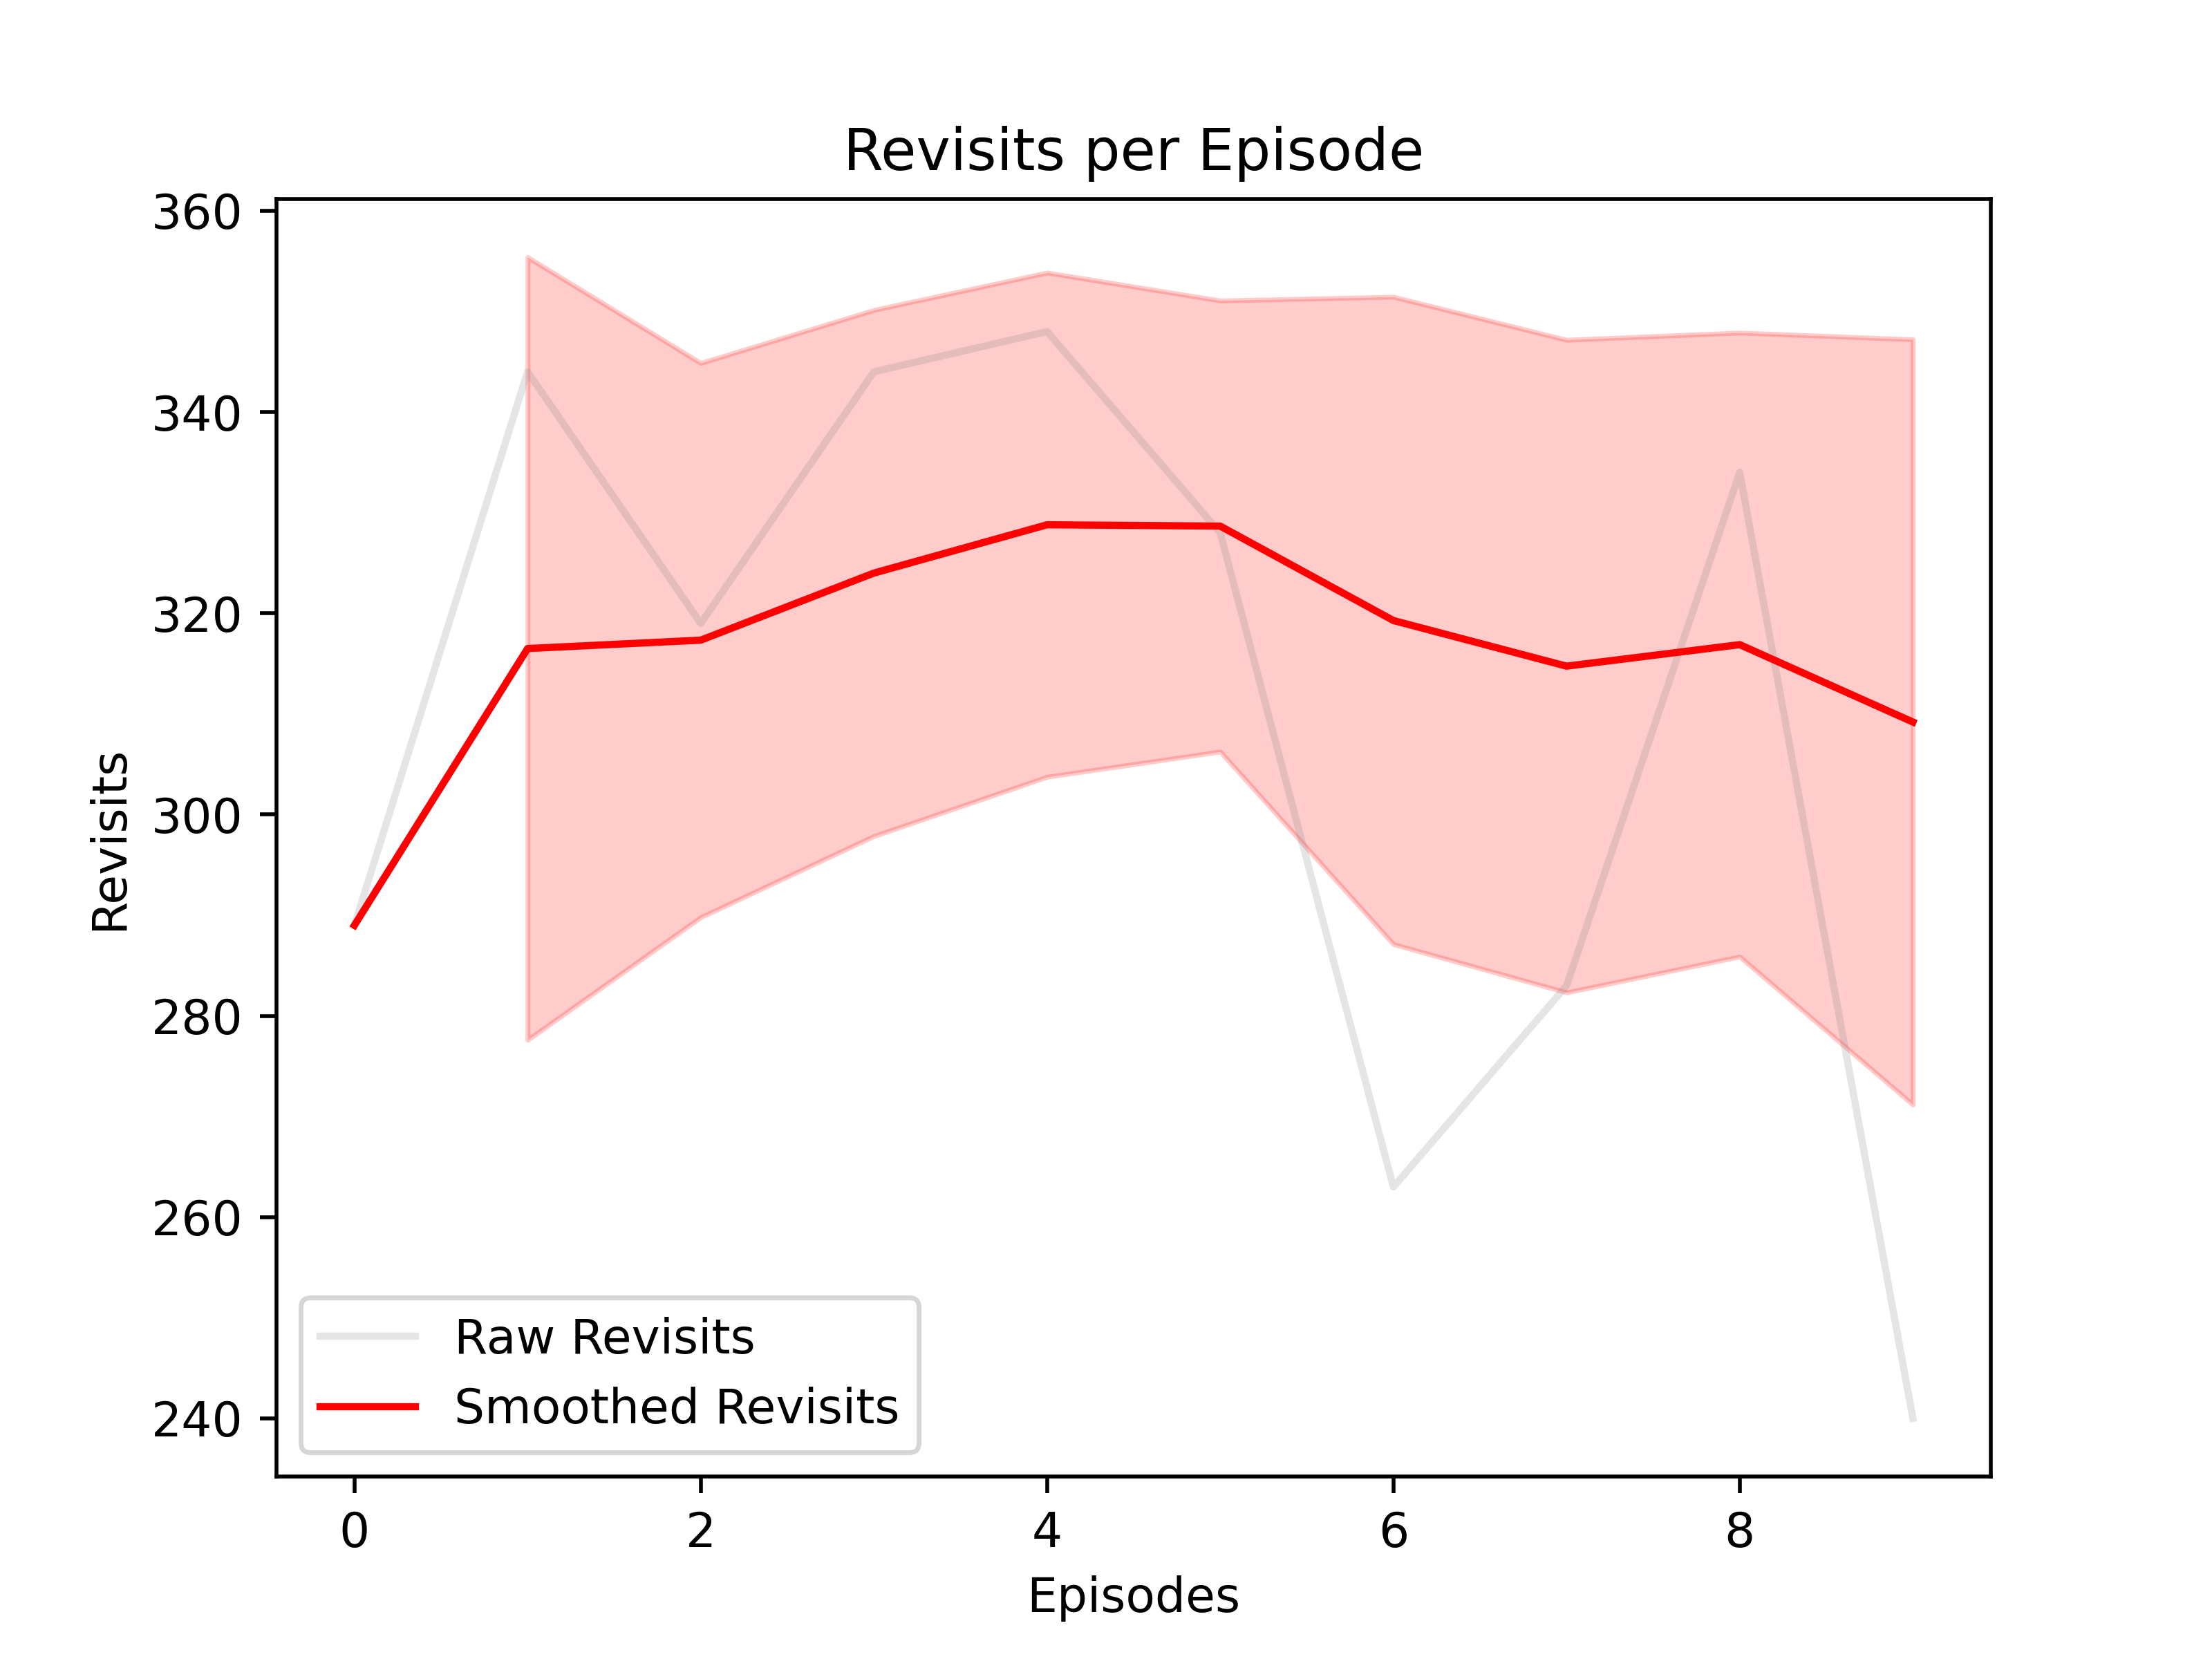 Revisits per Episode
360
340
320
300
280
260
240
Revisits
Raw Revisits
Smoothed Revisits
0 2 4 6 8
Episodes